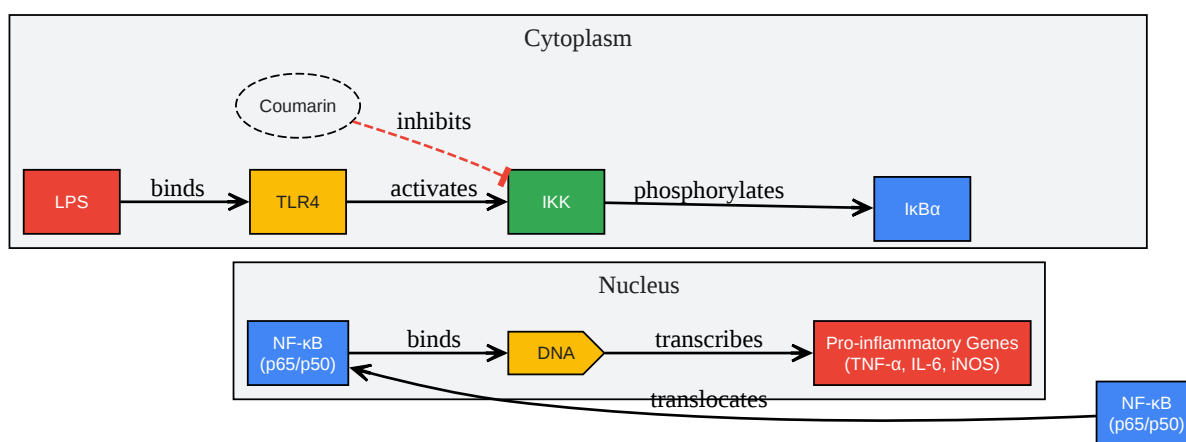 Cytoplasm
Coumarin
inhibits
LPS
binds
TLR4
activates
IKK
phosphorylates
IκBα
Nucleus
NF-κB
(p65/p50)
binds
DNA
transcribes
Pro-inflammatory Genes
(TNF-α, IL-6, iNOS)
translocates
NF-κB
(p65/p50)